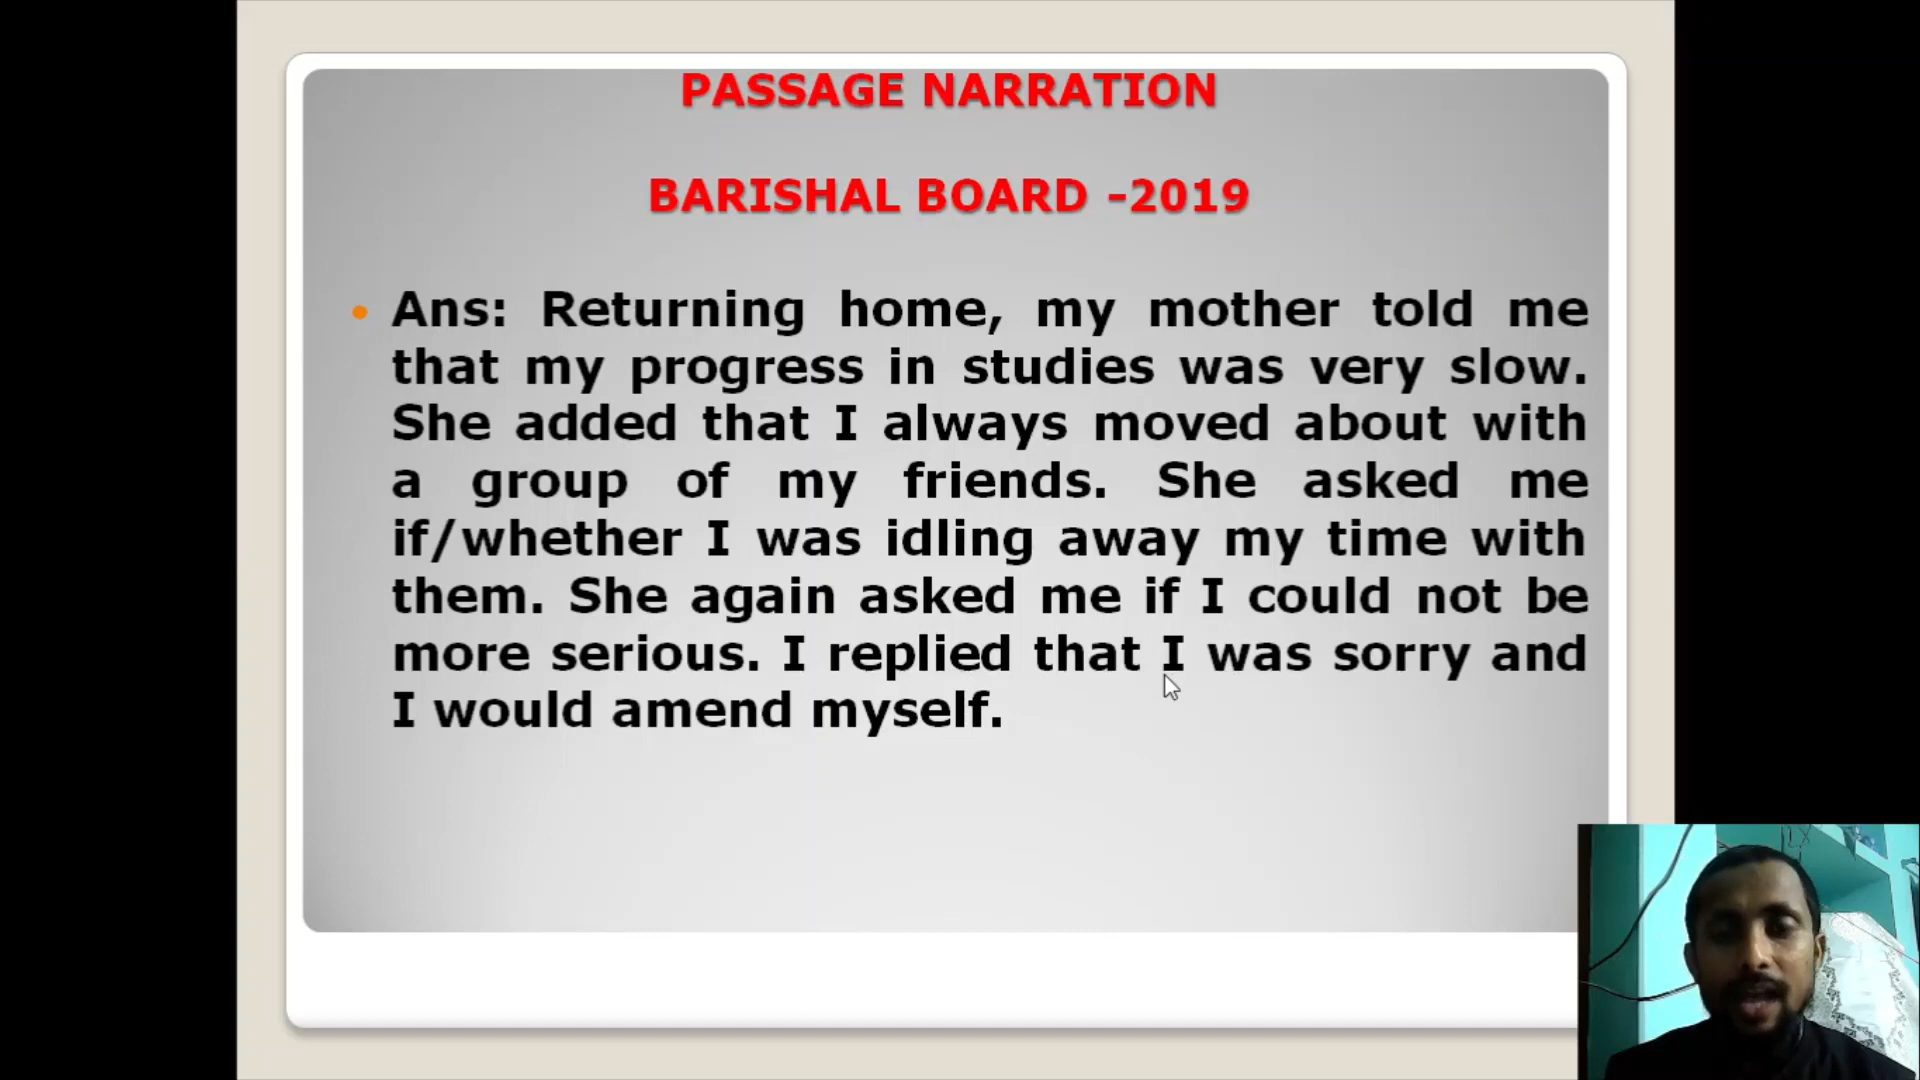 PASSAGE NARRATION
BARISHAL BOARD -2019
Ans: Returning home, my mother told me
that my progress in studies was very slow.
She added that I always moved about with
a group of my friends. She asked me
if/whether I was idling away my time with
them. She again asked me if I could not be
more serious. I replied that I was sorry and
I would amend myself.